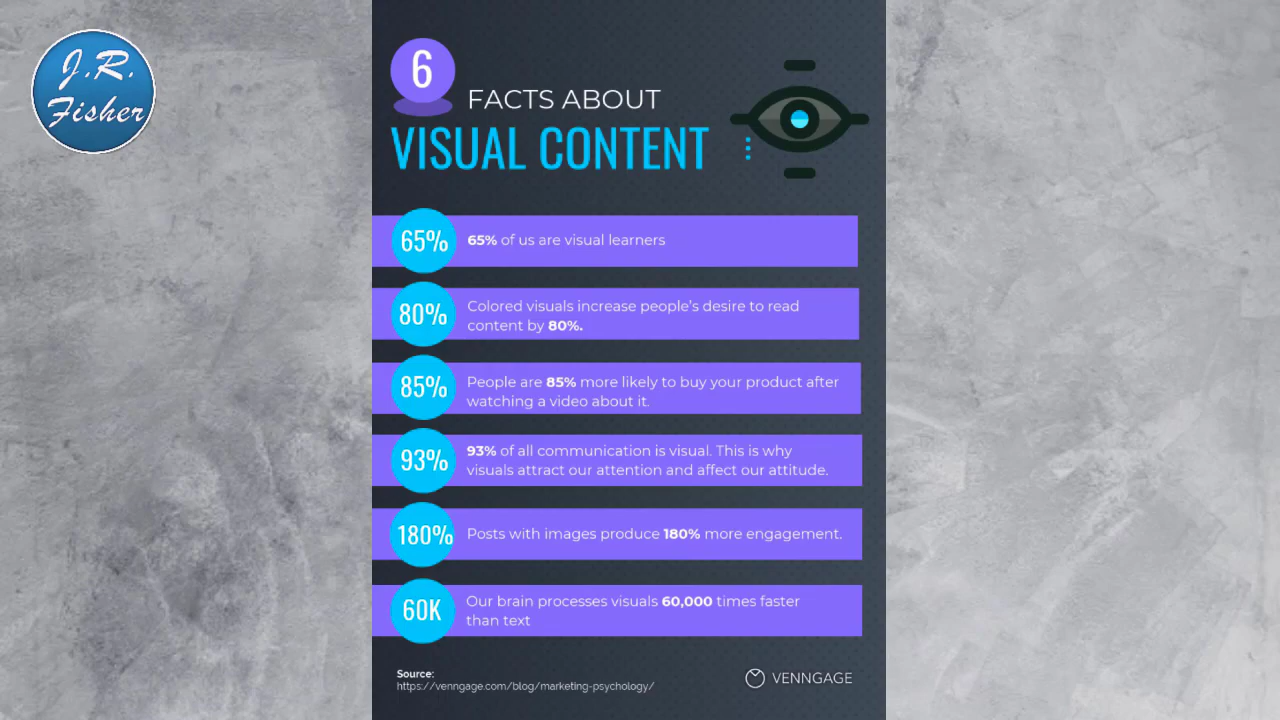 J.R.
Fisher
6
FACTS ABOUT
VISUAL CONTENT
65%
65% of us are visual learners
80%
Colored visuals increase people's desire to read
content by 80%.
85%
People are 85% more likely to buy your product after
watching a video about it.
93%
93% of all communication is visual. This is why
visuals attract our attention and affect our attitude.
180%
Posts with images produce 180% more engagement.
60K
Our brain processes visuals 60,000 times faster
than text
Source:
https://venngage.com/blog/marketing-psychology/
VENNGAGE